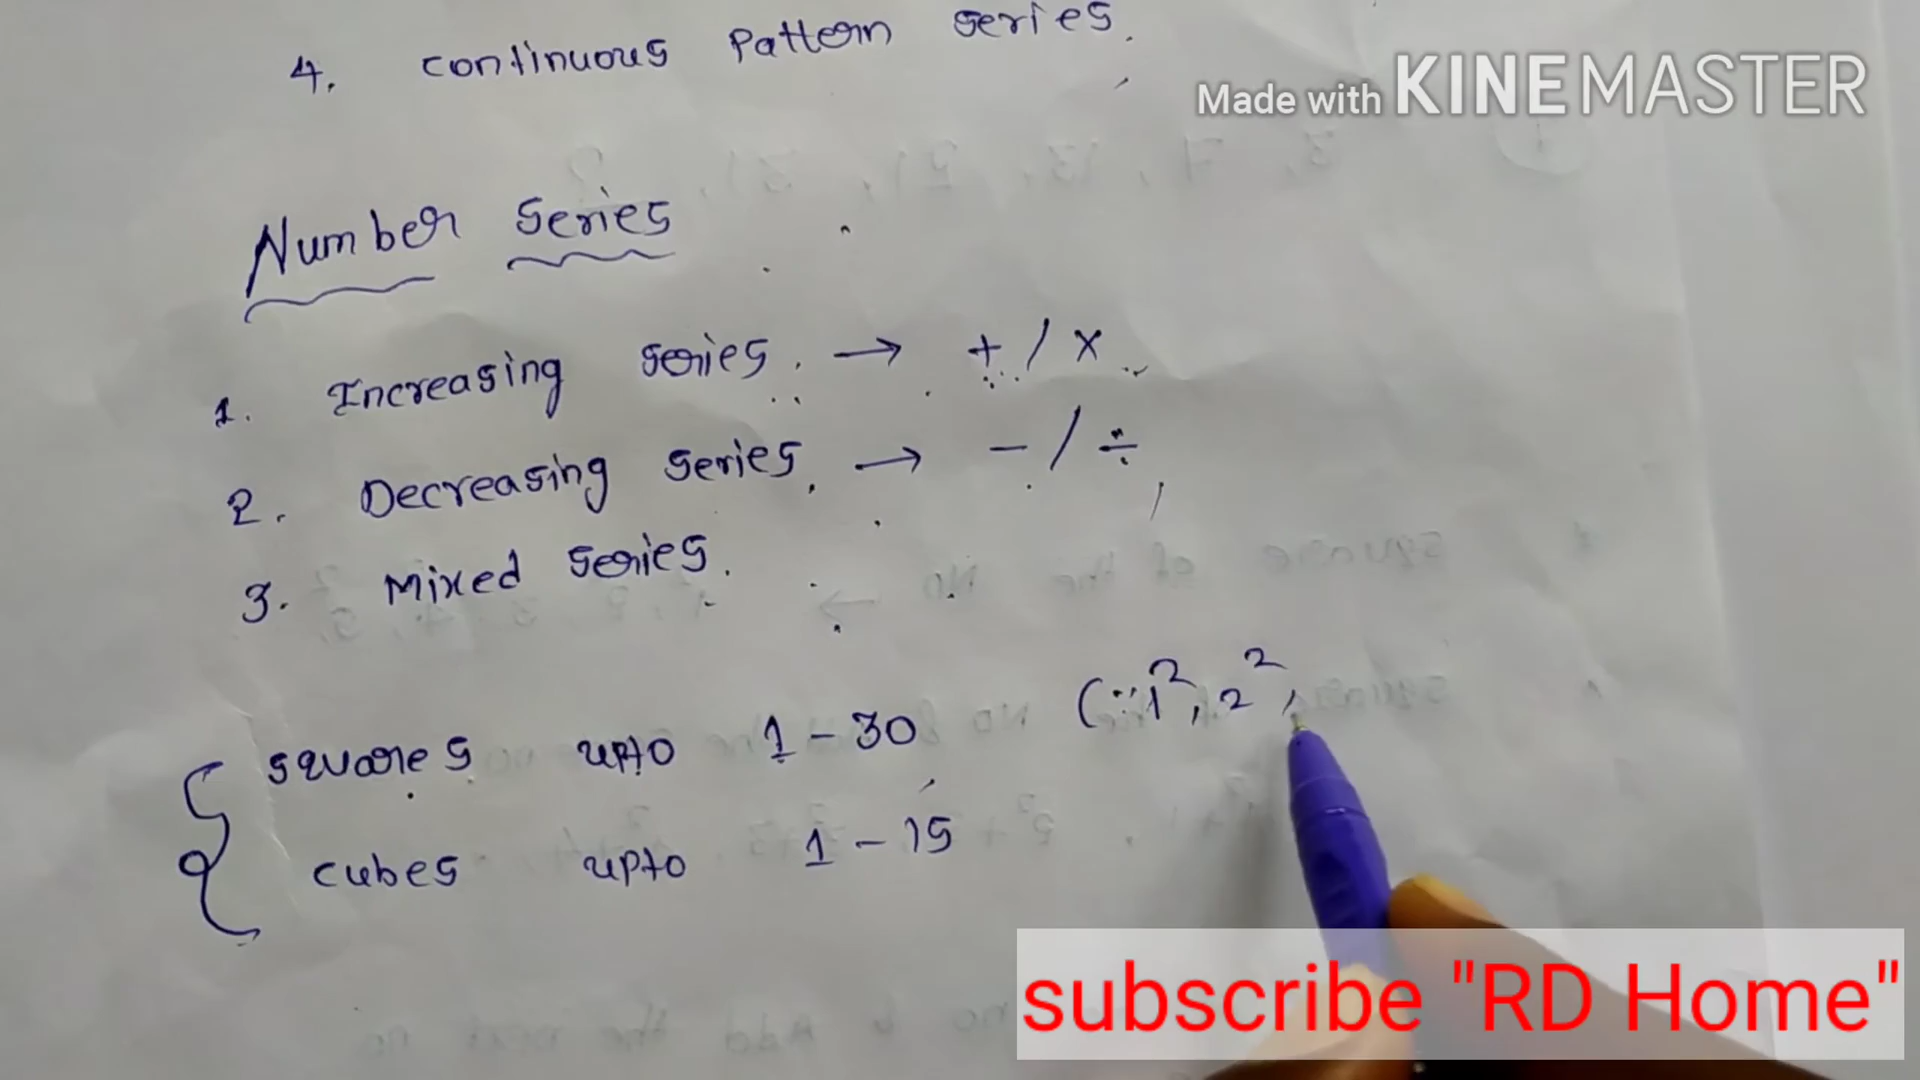 4. Continuous Pattern series.
Made with KINEMASTER
Number series
1. Increasing series. → + / ×
2. Decreasing series. → - / ÷
3. Mixed series.
squares upto 1 - 30 (∵ 1², 2²,
cubes upto 1 - 15
subscribe "RD Home"